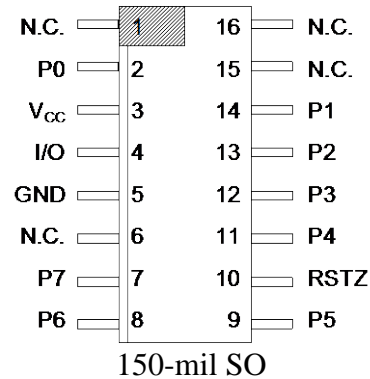 N.C. 1 16 N.C.
P0 2 15 N.C.
VCC 3 14 P1
I/O 4 13 P2
GND 5 12 P3
N.C. 6 11 P4
P7 7 10 RSTZ
P6 8 9 P5
150-mil SO